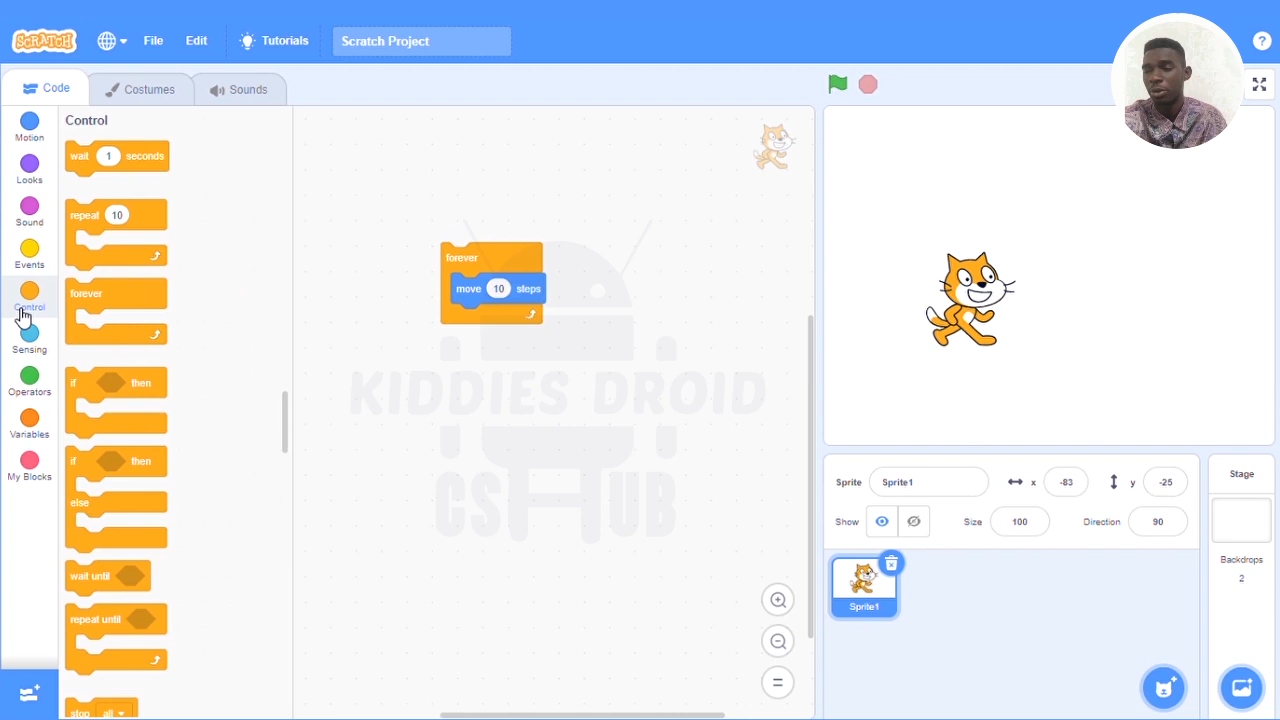 SCRATCH
File
Edit
Tutorials
Scratch Project
?
Code
Costumes
Sounds
Motion
Looks
Sound
Events
Control
Sensing
Operators
Variables
My Blocks
Control
wait 1 seconds
repeat 10
forever
if then
if then
else
wait until
repeat until
stop all
forever
move 10 steps
KIDDIES DROID
CS HUB
Sprite
Sprite1
x
-83
y
-25
Show
Size
100
Direction
90
Sprite1
Stage
Backdrops
2